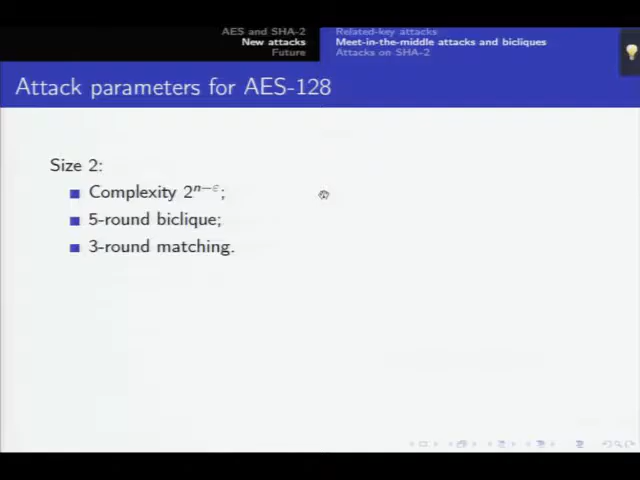 AES and SHA-2
New attacks
Future
Related-key attacks
Meet-in-the-middle attacks and bicliques
Attacks on SHA-2
Attack parameters for AES-128
Size 2:
Complexity 2^{n−ε};
5-round biclique;
3-round matching.